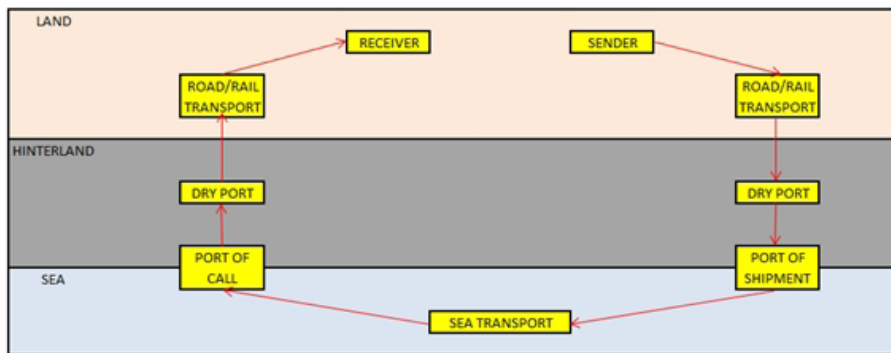 LAND
RECEIVER
SENDER
ROAD/RAIL
TRANSPORT
ROAD/RAIL
TRANSPORT
HINTERLAND
DRY PORT
DRY PORT
PORT OF
CALL
PORT OF
SHIPMENT
SEA
SEA TRANSPORT